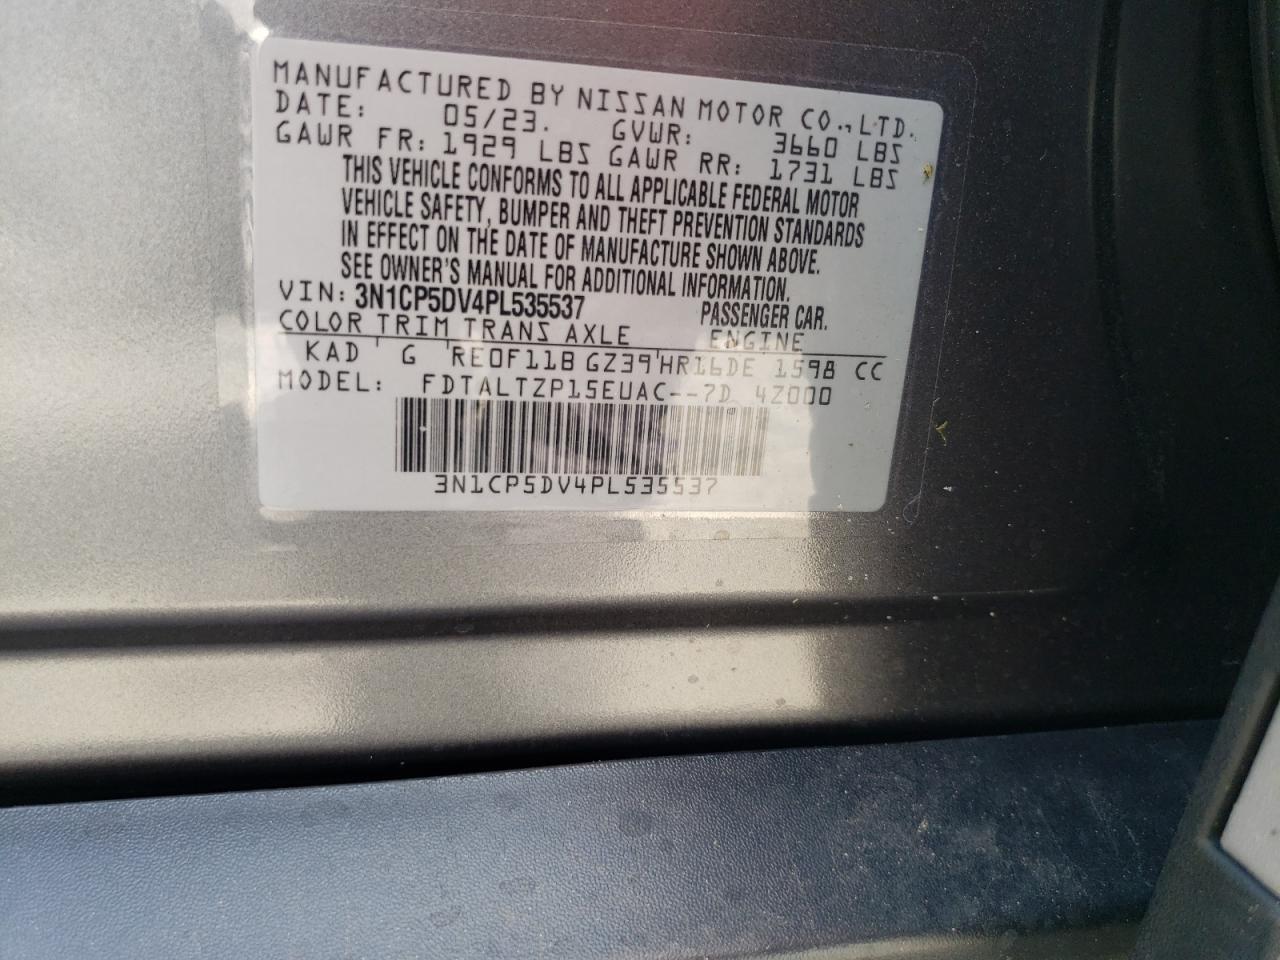 MANUFACTURED BY NISSAN MOTOR CO., LTD.
DATE: 05/23. GVWR: 3660 LBS
GAWR FR: 1929 LBS GAWR RR: 1731 LBS
THIS VEHICLE CONFORMS TO ALL APPLICABLE FEDERAL MOTOR
VEHICLE SAFETY, BUMPER AND THEFT PREVENTION STANDARDS
IN EFFECT ON THE DATE OF MANUFACTURE SHOWN ABOVE.
SEE OWNER'S MANUAL FOR ADDITIONAL INFORMATION.
VIN: 3N1CP5DV4PL535537 PASSENGER CAR.
COLOR TRIM TRANS AXLE ENGINE
KAD G RE0F11B GZ39 HR16DE 1598 CC
MODEL: FDTALTZP15EUAC--7D 4Z000
3N1CP5DV4PL535537